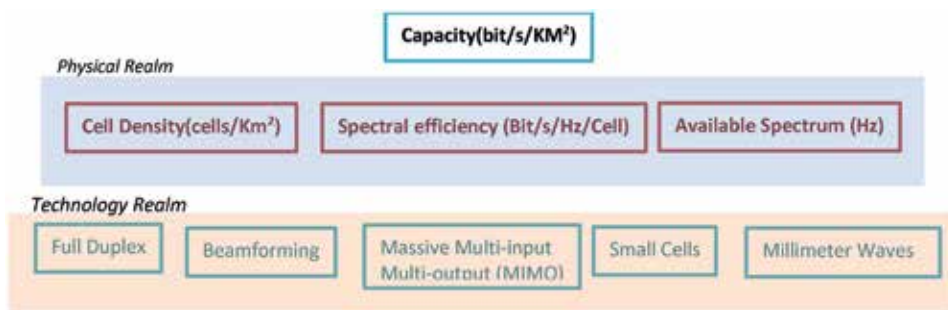 Capacity(bit/s/KM²)
Physical Realm
Cell Density(cells/Km²)
Spectral efficiency (Bit/s/Hz/Cell)
Available Spectrum (Hz)
Technology Realm
Full Duplex
Beamforming
Massive Multi-input
Multi-output (MIMO)
Small Cells
Millimeter Waves